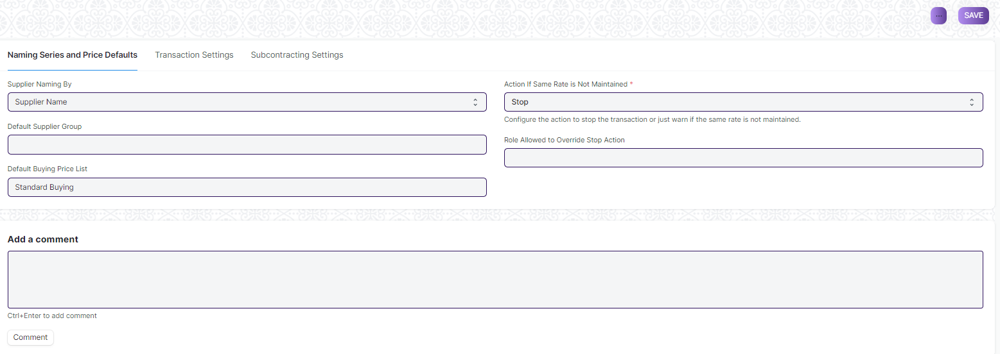 ...
SAVE
Naming Series and Price Defaults
Transaction Settings
Subcontracting Settings
Supplier Naming By
Supplier Name
Default Supplier Group
Default Buying Price List
Standard Buying
Action If Same Rate is Not Maintained *
Stop
Configure the action to stop the transaction or just warn if the same rate is not maintained.
Role Allowed to Override Stop Action
Add a comment
Ctrl+Enter to add comment
Comment